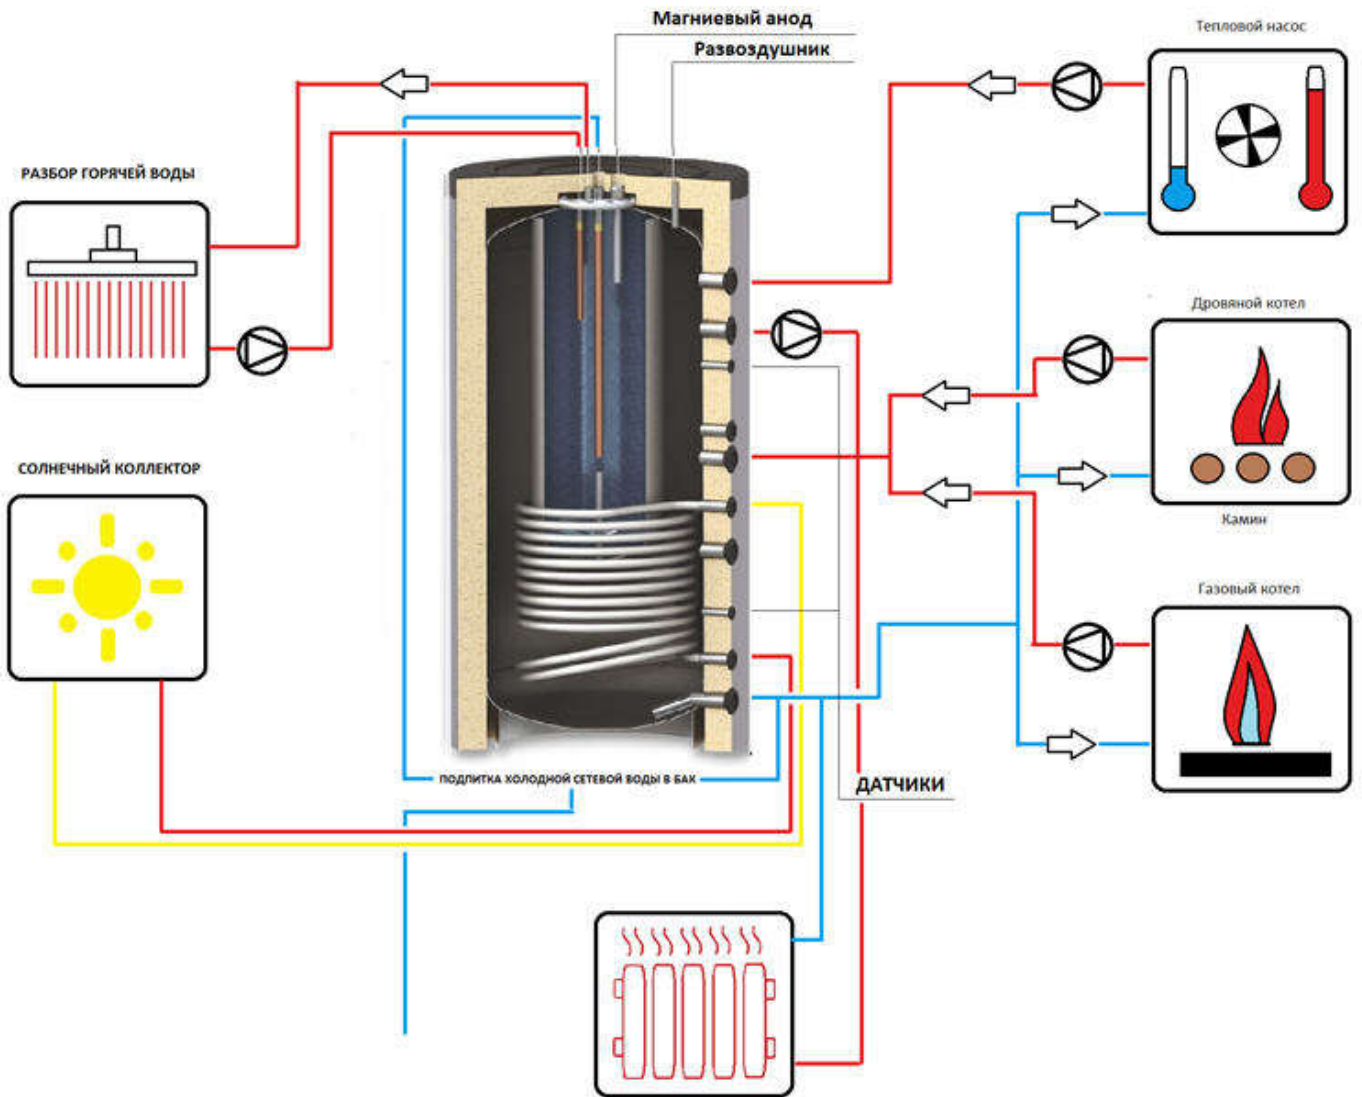 Магниевый анод
Развоздушник
Тепловой насос
РАЗБОР ГОРЯЧЕЙ ВОДЫ
Дровяной котел
СОЛНЕЧНЫЙ КОЛЛЕКТОР
Камин
Газовый котел
ПОДПИТКА ХОЛОДНОЙ СЕТЕВОЙ ВОДЫ В БАК
ДАТЧИКИ